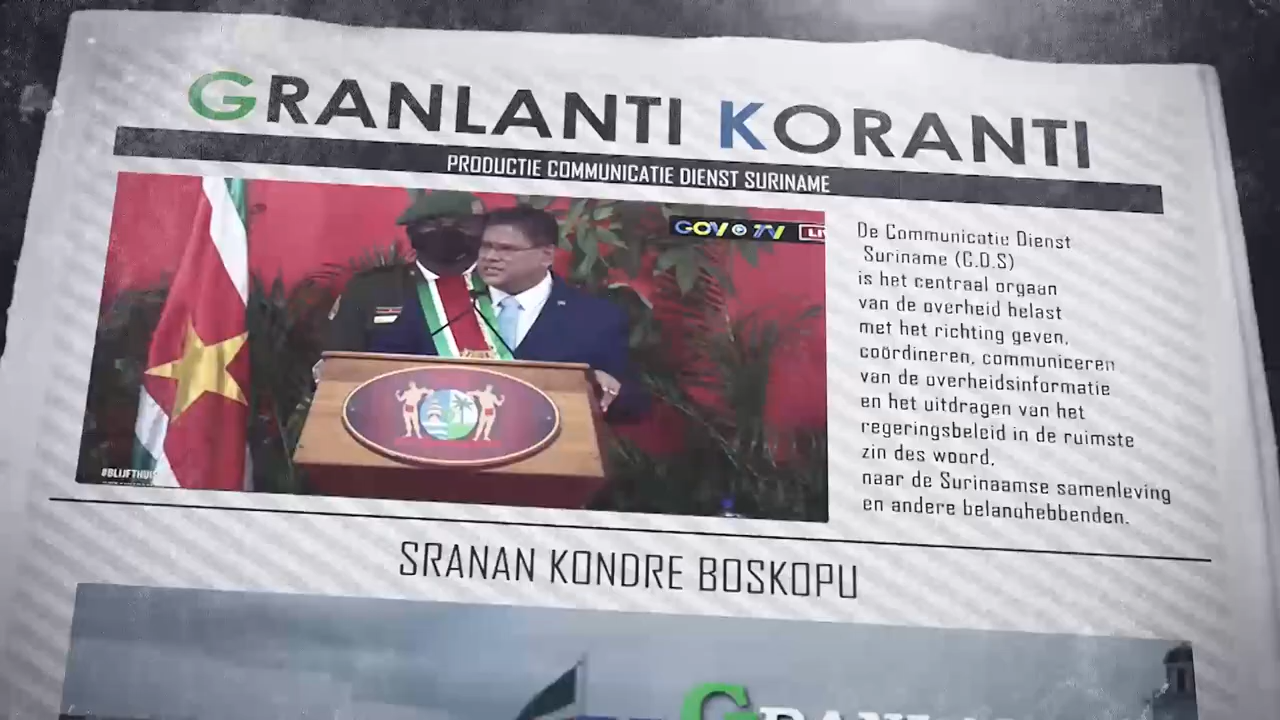 GRANLANTI KORANTI
PRODUCTIE COMMUNICATIE DIENST SURINAME
GOV TV LI
De Communicatie Dienst
Suriname (C.D.S)
is het centraal orgaan
van de overheid belast
met het richting geven,
coördineren, communiceren
van de overheidsinformatie
en het uitdragen van het
regeringsbeleid in de ruimste
zin des woord,
naar de Surinaamse samenleving
en andere belanghebbenden.
#BLIJFTHUI
SRANAN KONDRE BOSKOPU